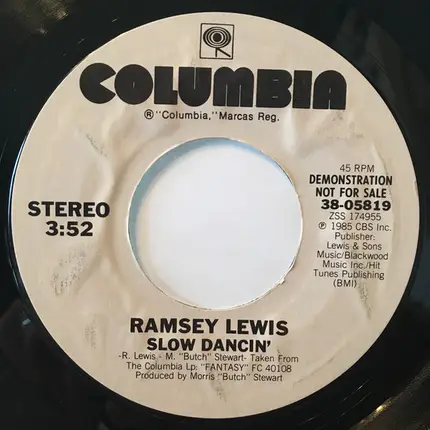 COLUMBIA
® "Columbia," Marcas Reg.
STEREO
3:52
45 RPM
DEMONSTRATION
NOT FOR SALE
38-05819
ZSS 174955
℗ 1985 CBS Inc.
Publisher:
Lewis & Sons
Music/Blackwood
Music Inc./Hit
Tunes Publishing
(BMI)
RAMSEY LEWIS
SLOW DANCIN'
-R. Lewis - M. "Butch" Stewart- Taken From
The Columbia Lp: "FANTASY" FC 40108
Produced by Morris "Butch" Stewart